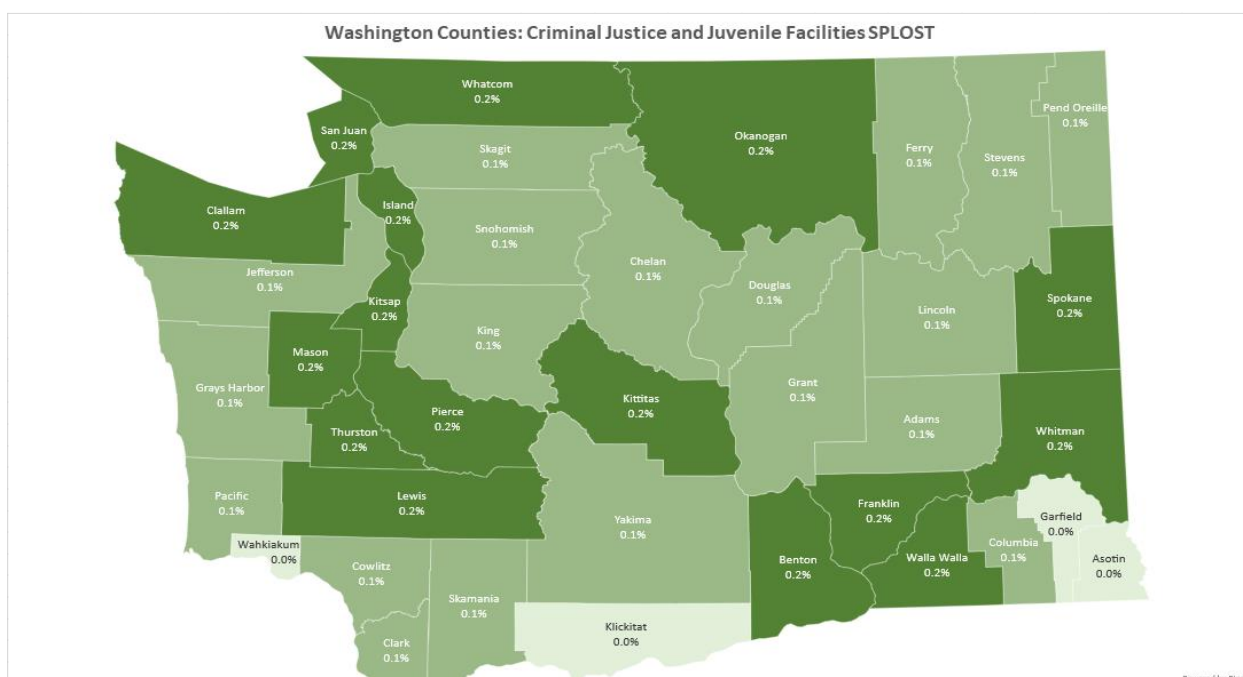 Washington Counties: Criminal Justice and Juvenile Facilities SPLOST
Whatcom
0.2%
San Juan
0.2%
Skagit
0.1%
Okanogan
0.2%
Ferry
0.1%
Stevens
0.1%
Pend Oreille
0.1%
Clallam
0.2%
Island
0.2%
Snohomish
0.1%
Chelan
0.1%
Jefferson
0.1%
Kitsap
0.2%
Douglas
0.1%
Lincoln
0.1%
Spokane
0.2%
King
0.1%
Mason
0.2%
Grays Harbor
0.1%
Kittitas
0.2%
Grant
0.1%
Pierce
0.2%
Thurston
0.2%
Adams
0.1%
Whitman
0.2%
Pacific
0.1%
Lewis
0.2%
Yakima
0.1%
Franklin
0.2%
Garfield
0.0%
Wahkiakum
0.0%
Columbia
0.1%
Asotin
0.0%
Benton
0.2%
Walla Walla
0.2%
Cowlitz
0.1%
Skamania
0.1%
Klickitat
0.0%
Clark
0.1%